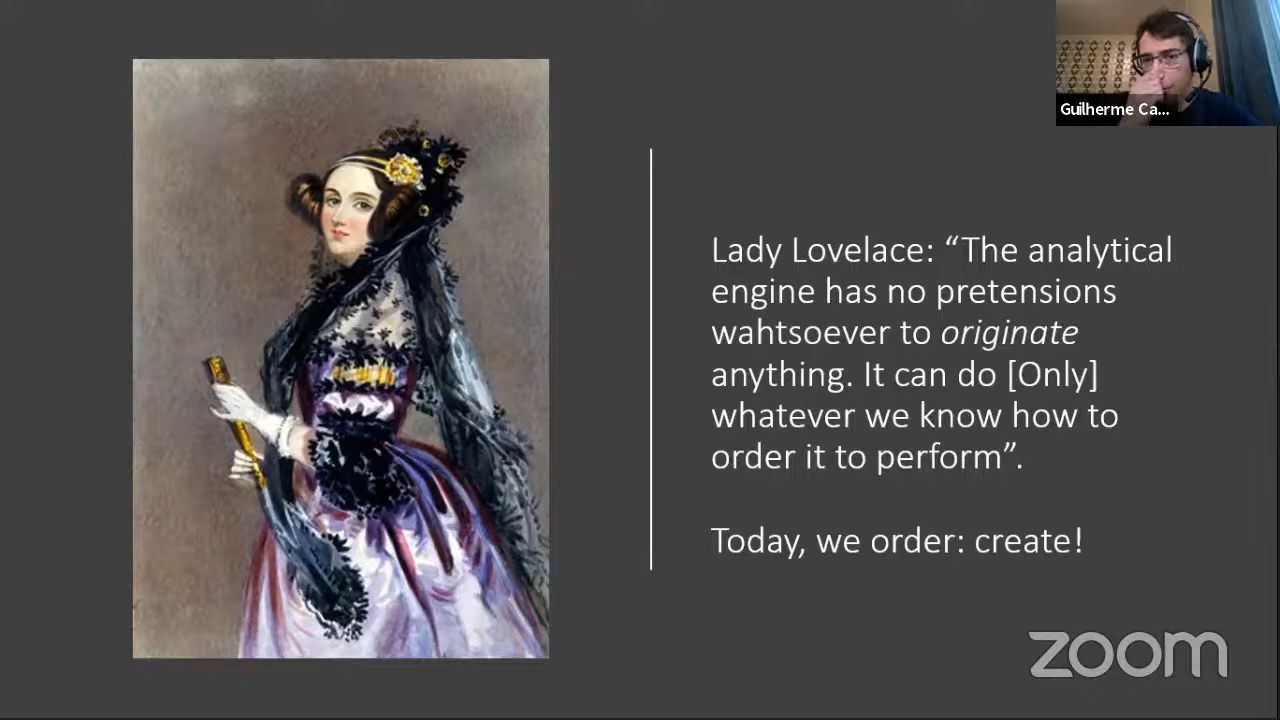 Guilherme Ca...
Lady Lovelace: “The analytical
engine has no pretensions
wahtsoever to originate
anything. It can do [Only]
whatever we know how to
order it to perform”.
Today, we order: create!
zoom